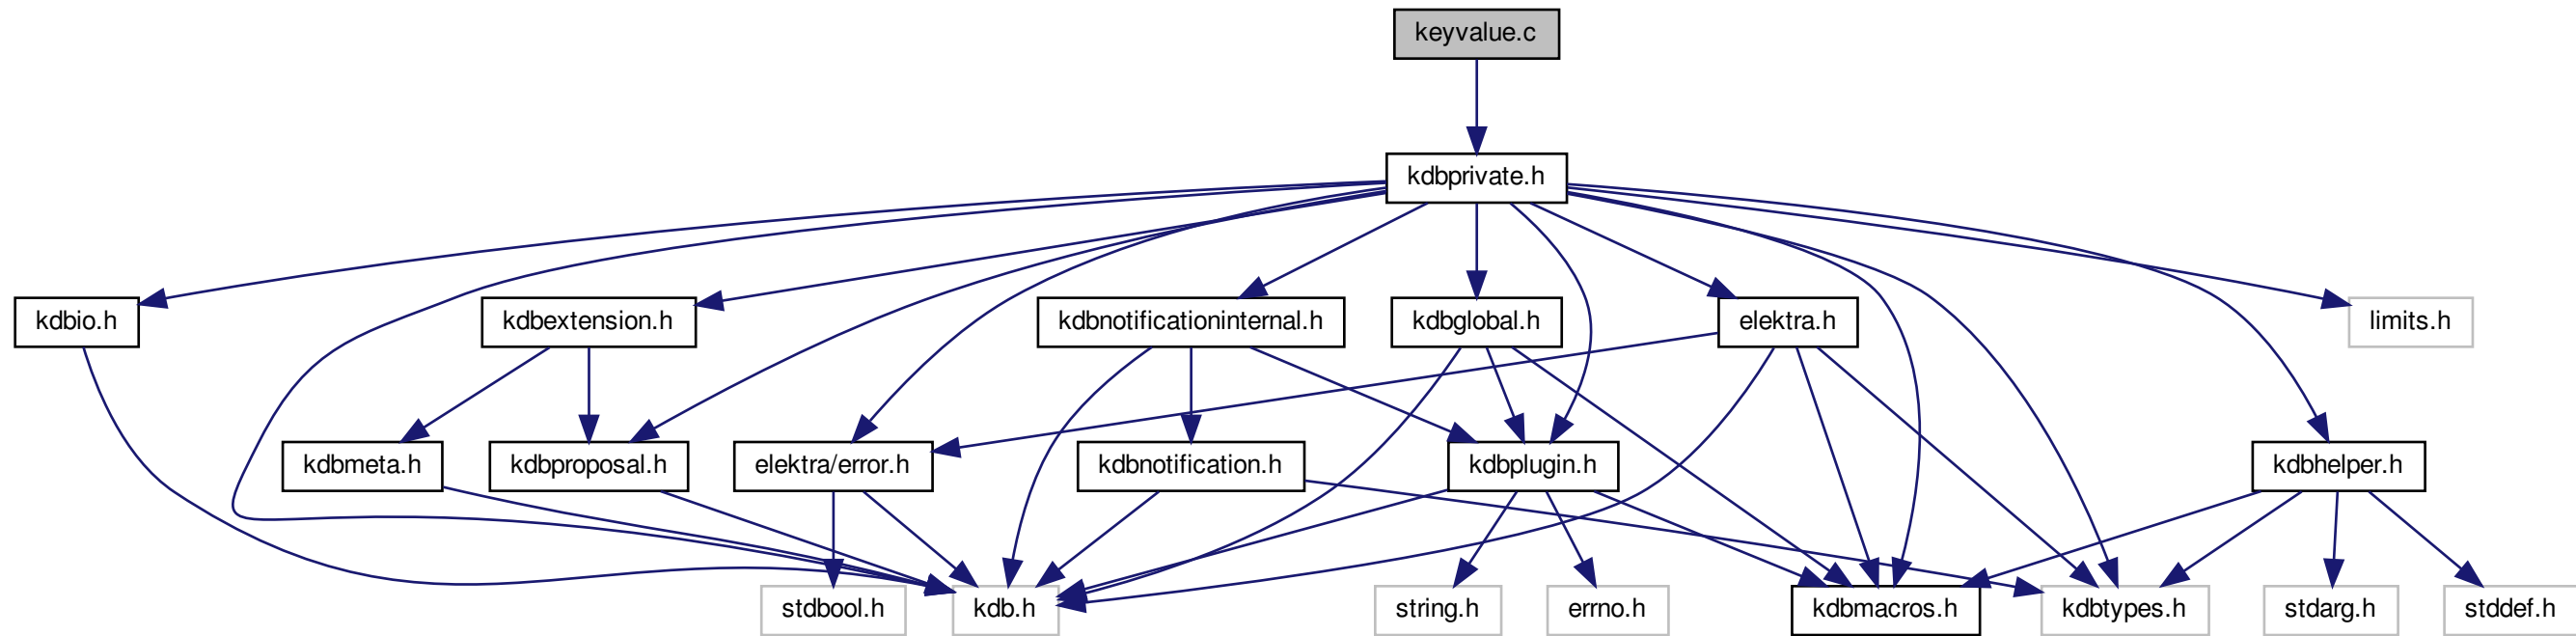 keyvalue.c
kdbprivate.h
kdbio.h
kdbextension.h
kdbnotificationinternal.h
kdbglobal.h
elektra.h
limits.h
kdbmeta.h
kdbproposal.h
elektra/error.h
kdbnotification.h
kdbplugin.h
kdbhelper.h
stdbool.h
kdb.h
string.h
errno.h
kdbmacros.h
kdbtypes.h
stdarg.h
stddef.h